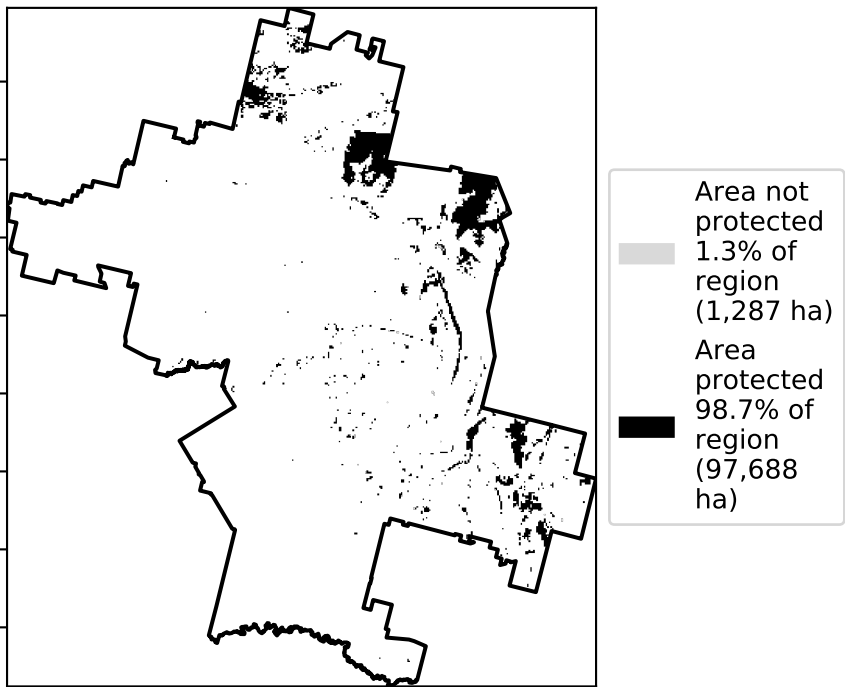 Area not
protected
1.3% of
region
(1,287 ha)
Area
protected
98.7% of
region
(97,688
ha)